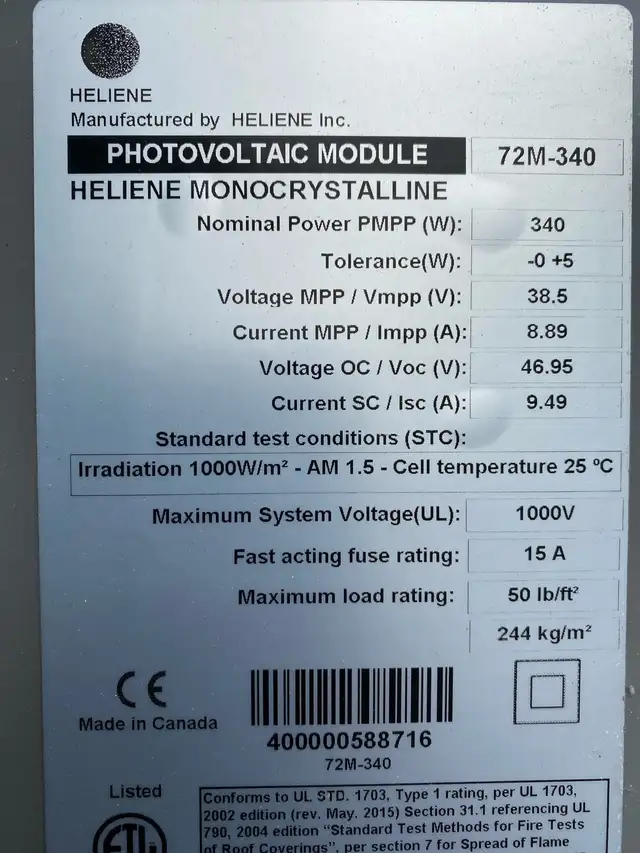 HELIENE
Manufactured by HELIENE Inc.
PHOTOVOLTAIC MODULE 72M-340
HELIENE MONOCRYSTALLINE
Nominal Power PMPP (W): 340
Tolerance(W): -0 +5
Voltage MPP / Vmpp (V): 38.5
Current MPP / Impp (A): 8.89
Voltage OC / Voc (V): 46.95
Current SC / Isc (A): 9.49
Standard test conditions (STC):
Irradiation 1000W/m² - AM 1.5 - Cell temperature 25 ºC
Maximum System Voltage(UL): 1000V
Fast acting fuse rating: 15 A
Maximum load rating: 50 lb/ft²
244 kg/m²
CE
Made in Canada
400000588716
72M-340
Listed
ETL
Conforms to UL STD. 1703, Type 1 rating, per UL 1703,
2002 edition (rev. May. 2015) Section 31.1 referencing UL
790, 2004 edition "Standard Test Methods for Fire Tests
of Roof Coverings", per section 7 for Spread of Flame